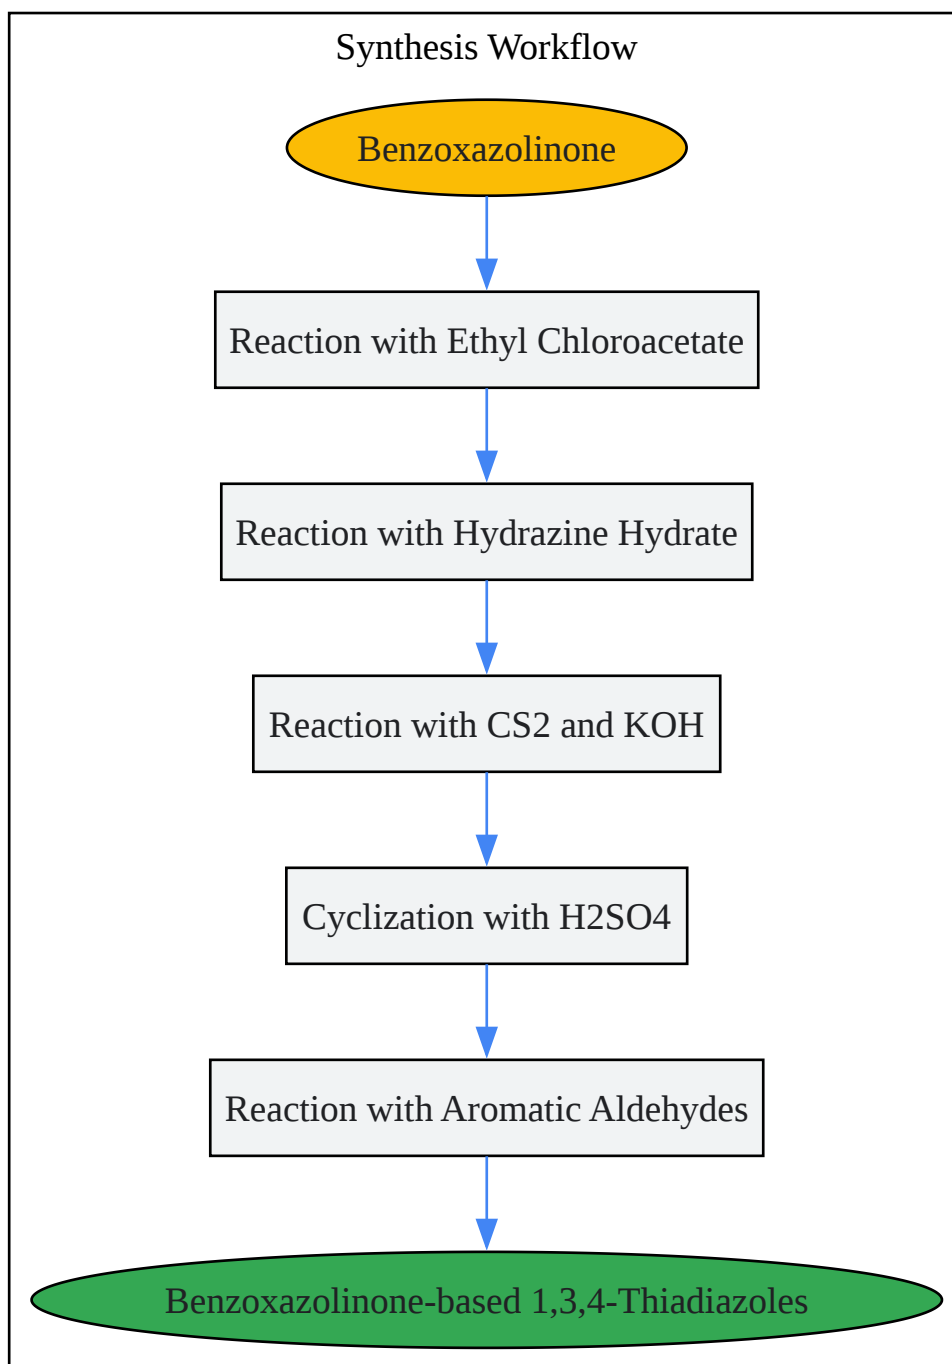 Synthesis Workflow
Benzoxazolinone
Reaction with Ethyl Chloroacetate
Reaction with Hydrazine Hydrate
Reaction with CS2 and KOH
Cyclization with H2SO4
Reaction with Aromatic Aldehydes
Benzoxazolinone-based 1,3,4-Thiadiazoles